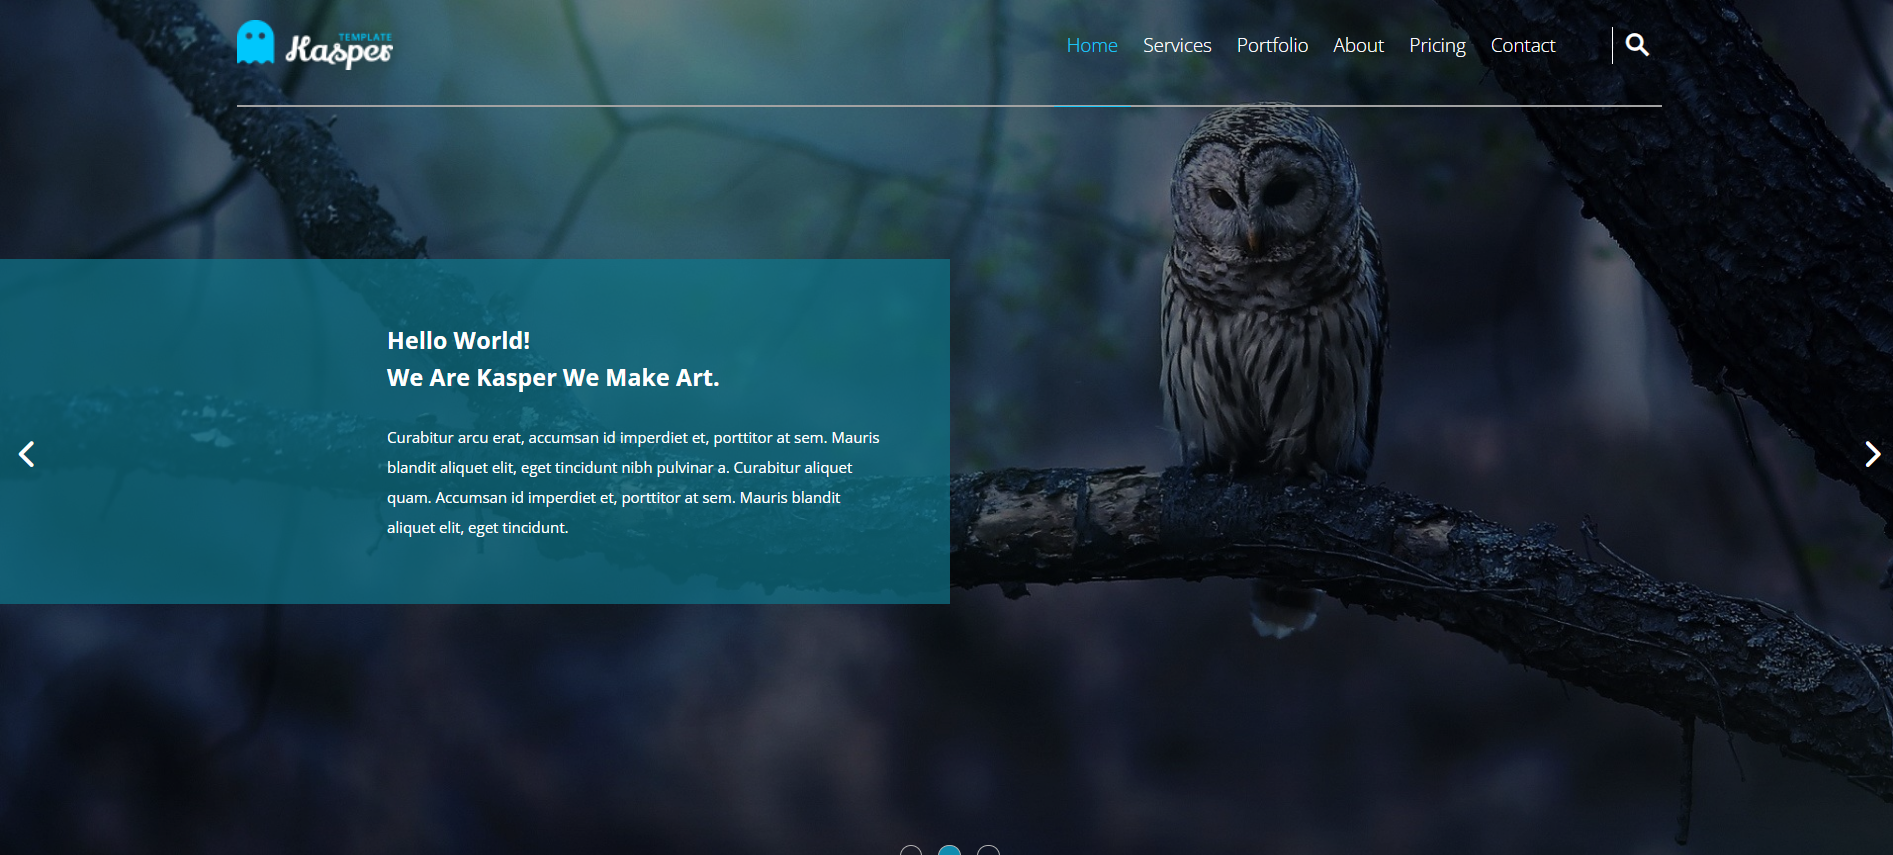 TEMPLATE
Kasper
Home Services Portfolio About Pricing Contact
Hello World!
We Are Kasper We Make Art.
Curabitur arcu erat, accumsan id imperdiet et, porttitor at sem. Mauris
blandit aliquet elit, eget tincidunt nibh pulvinar a. Curabitur aliquet
quam. Accumsan id imperdiet et, porttitor at sem. Mauris blandit
aliquet elit, eget tincidunt.